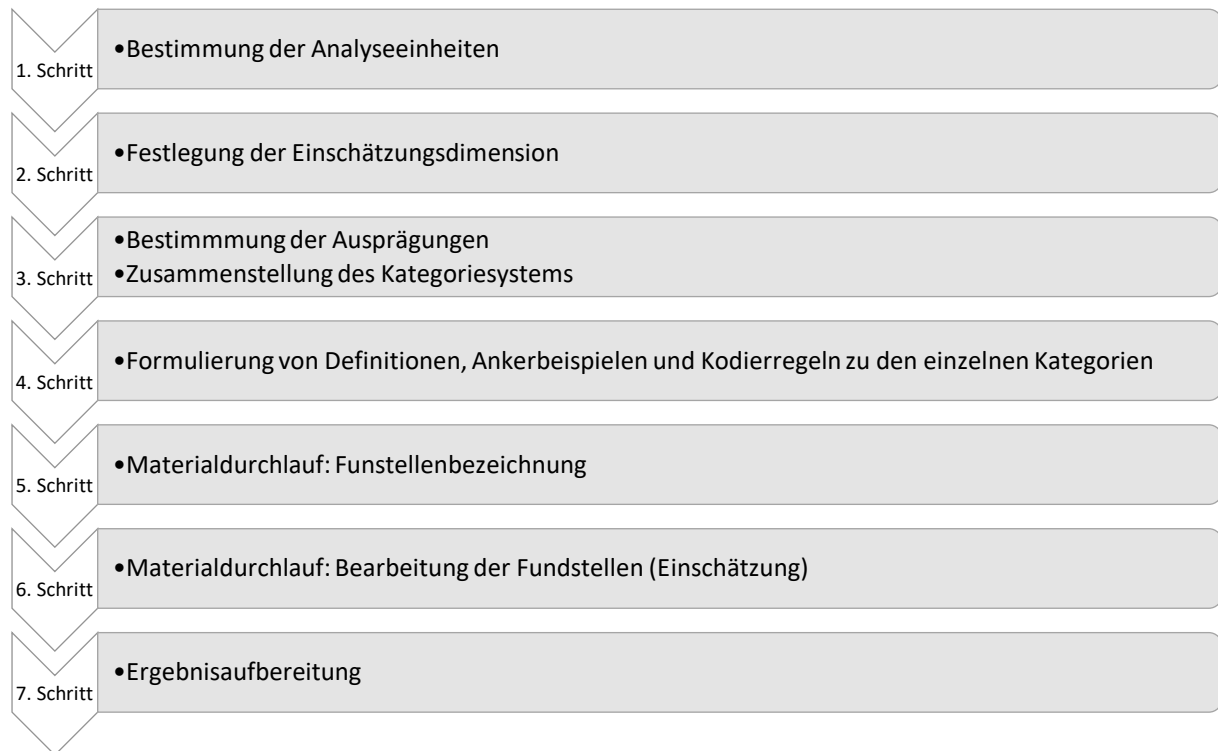 1. Schritt
•Bestimmung der Analyseeinheiten
2. Schritt
•Festlegung der Einschätzungsdimension
3. Schritt
•Bestimmmung der Ausprägungen
•Zusammenstellung des Kategoriesystems
4. Schritt
•Formulierung von Definitionen, Ankerbeispielen und Kodierregeln zu den einzelnen Kategorien
5. Schritt
•Materialdurchlauf: Funstellenbezeichnung
6. Schritt
•Materialdurchlauf: Bearbeitung der Fundstellen (Einschätzung)
7. Schritt
•Ergebnisaufbereitung